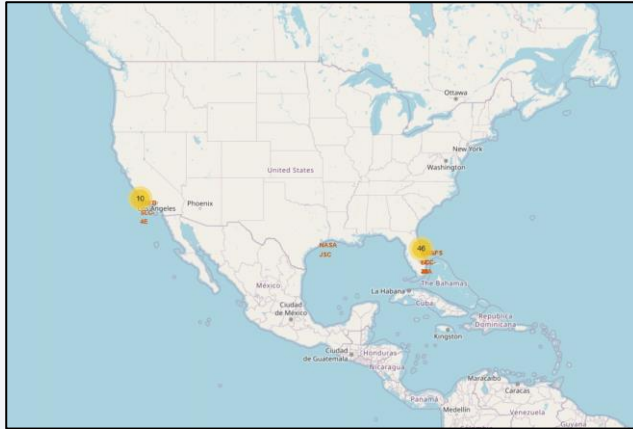 Ottawa
New York
Washington
United States
10
Angeles
Phoenix
4E
NASA
JSC
46
La Habana
The Bahamas
Cuba
México
Ciudad
de México
República
Dominicana
Kingston
Ciudad
de Guatemala
Honduras
Nicaragua
Maracaibo
Caracas
Panamá
Medellín
Venezuela
Guyana